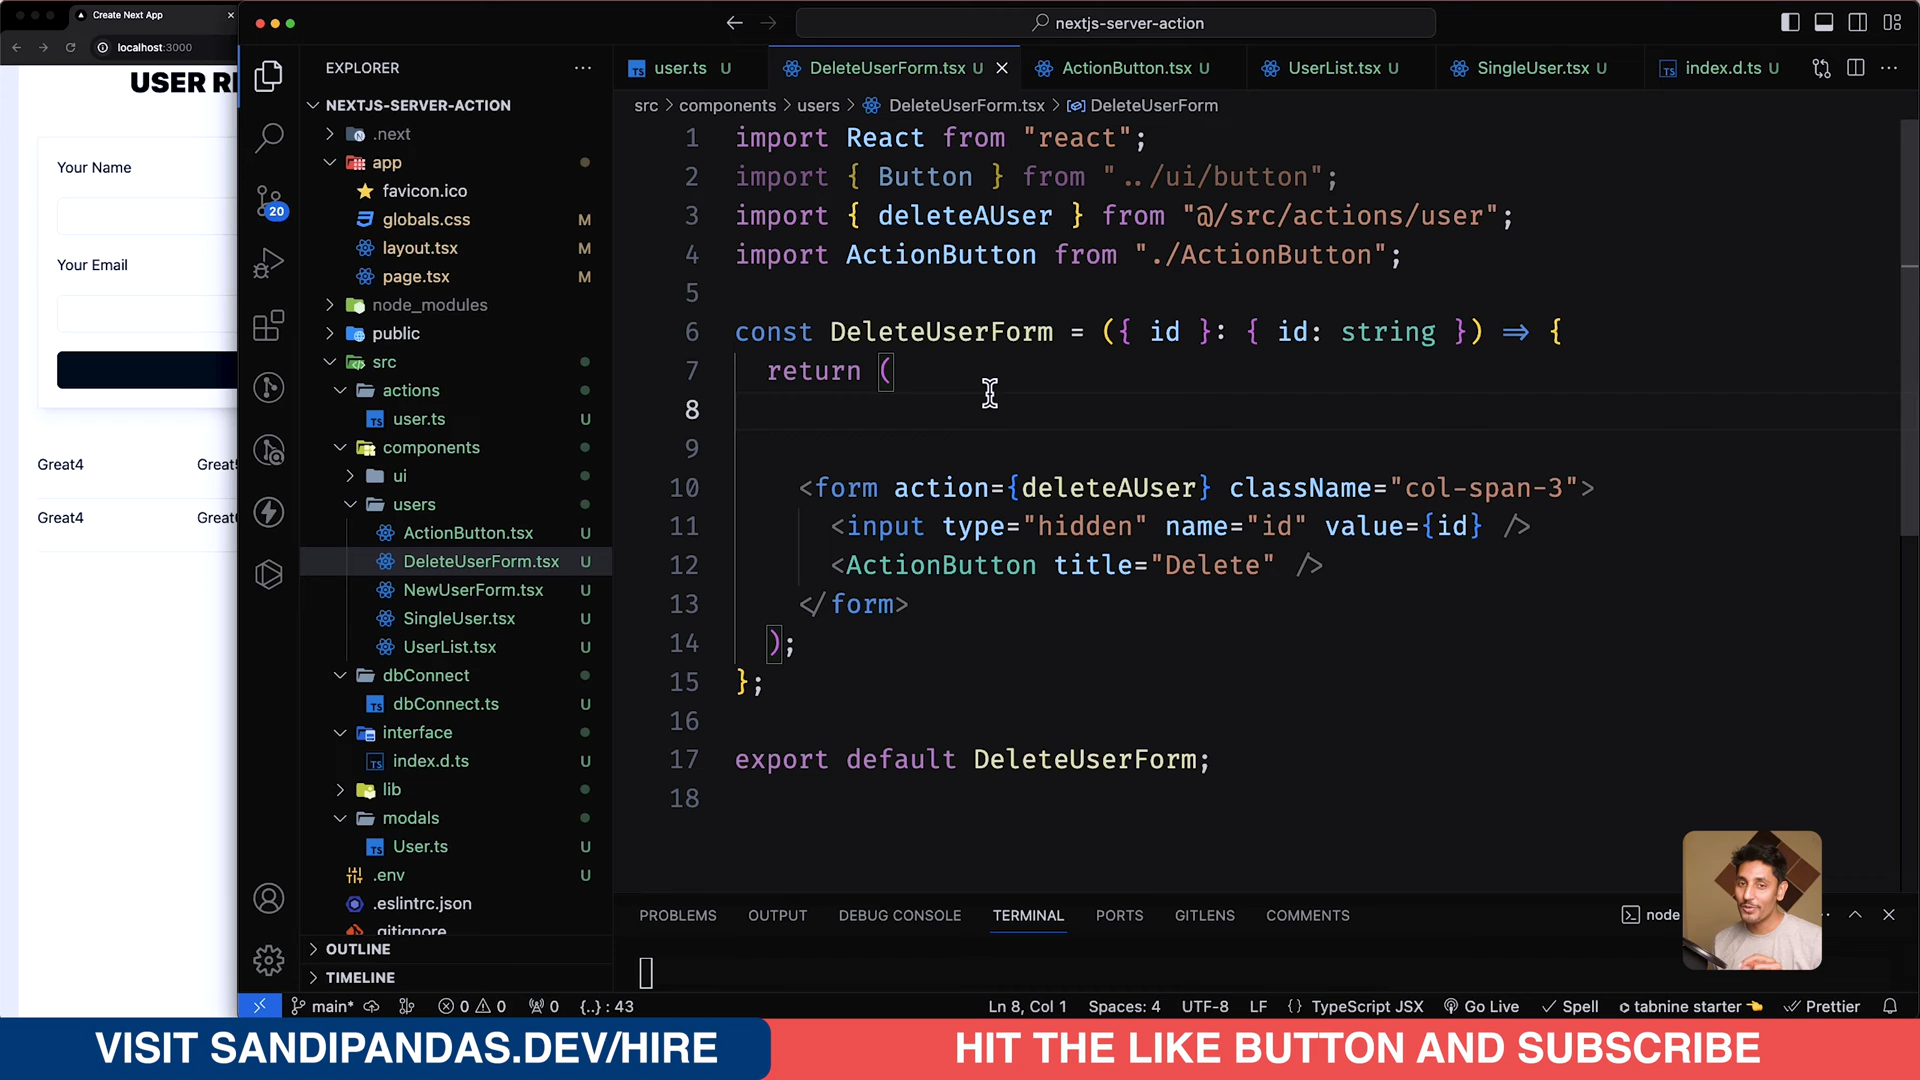 Create Next App
localhost:3000
nextjs-server-action
USER RE
Your Name
Your Email
Great4
Great
Great4
Great
EXPLORER
NEXTJS-SERVER-ACTION
.next
app
favicon.ico
globals.css M
layout.tsx M
page.tsx M
node_modules
public
src
actions
user.ts U
components
ui
users
ActionButton.tsx U
DeleteUserForm.tsx U
NewUserForm.tsx U
SingleUser.tsx U
UserList.tsx U
dbConnect
dbConnect.ts U
interface
index.d.ts U
lib
modals
User.ts U
.env U
.eslintrc.json
.gitignore
OUTLINE
TIMELINE
20
user.ts U
DeleteUserForm.tsx U
ActionButton.tsx U
UserList.tsx U
SingleUser.tsx U
index.d.ts U
src > components > users > DeleteUserForm.tsx > DeleteUserForm
1 import React from "react";
2 import { Button } from "../ui/button";
3 import { deleteAUser } from "@/src/actions/user";
4 import ActionButton from "./ActionButton";
5
6 const DeleteUserForm = ({ id }: { id: string }) => {
7 return (
8
9
10 <form action={deleteAUser} className="col-span-3">
11 <input type="hidden" name="id" value={id} />
12 <ActionButton title="Delete" />
13 </form>
14 );
15 };
16
17 export default DeleteUserForm;
18
PROBLEMS OUTPUT DEBUG CONSOLE TERMINAL PORTS GITLENS COMMENTS
node
main* 0 0 0 {..} : 43
Ln 8, Col 1 Spaces: 4 UTF-8 LF {} TypeScript JSX Go Live Spell tabnine starter Prettier
VISIT SANDIPANDAS.DEV/HIRE
HIT THE LIKE BUTTON AND SUBSCRIBE